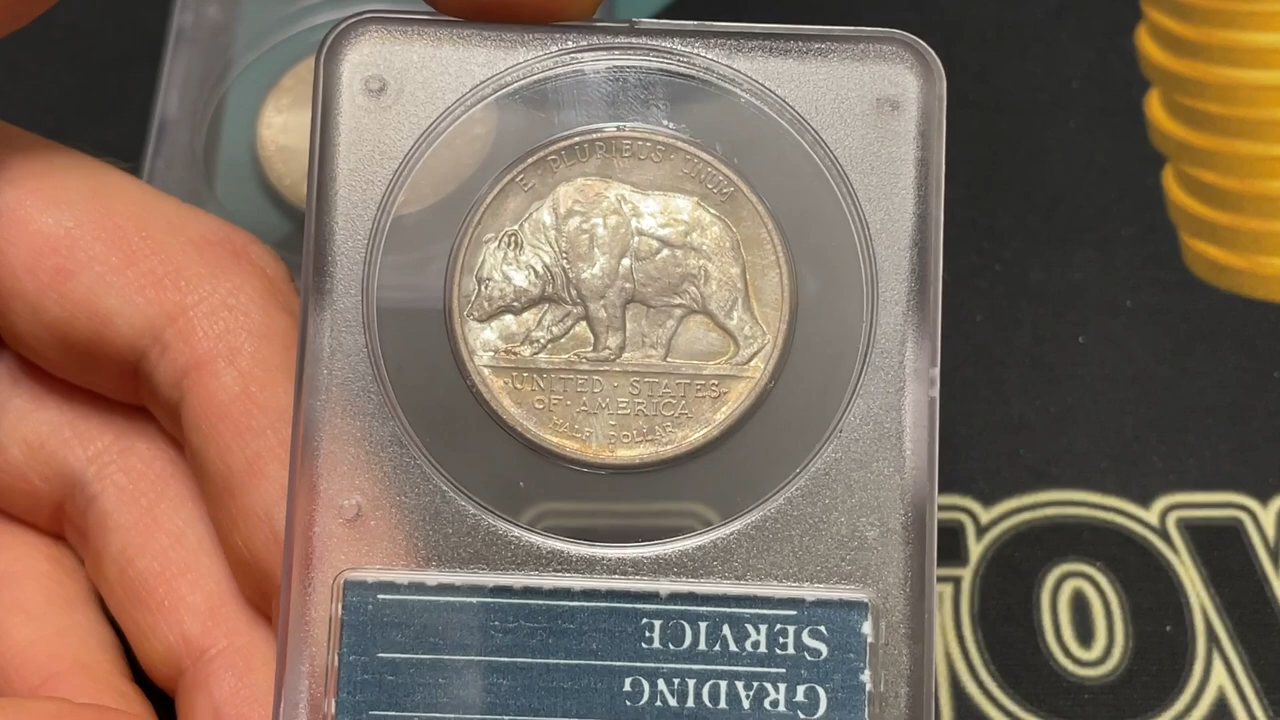 E · PLURIBUS · UNUM
· UNITED · STATES ·
OF · AMERICA
HALF DOLLAR
GRADING
SERVICE